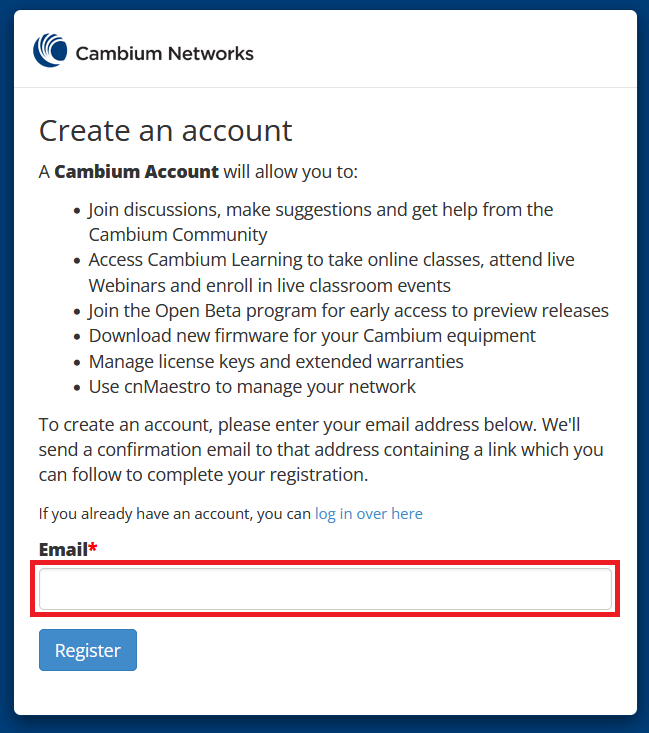 Cambium Networks
Create an account
A Cambium Account will allow you to:
• Join discussions, make suggestions and get help from the
Cambium Community
• Access Cambium Learning to take online classes, attend live
Webinars and enroll in live classroom events
• Join the Open Beta program for early access to preview releases
• Download new firmware for your Cambium equipment
• Manage license keys and extended warranties
• Use cnMaestro to manage your network
To create an account, please enter your email address below. We'll
send a confirmation email to that address containing a link which you
can follow to complete your registration.
If you already have an account, you can log in over here
Email*
Register